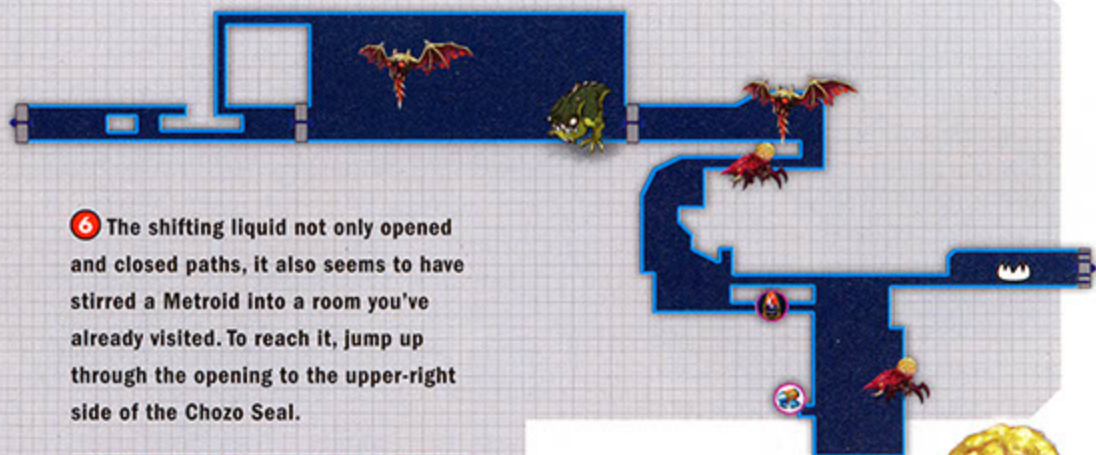 6 The shifting liquid not only opened
and closed paths, it also seems to have
stirred a Metroid into a room you've
already visited. To reach it, jump up
through the opening to the upper-right
side of the Chozo Seal.